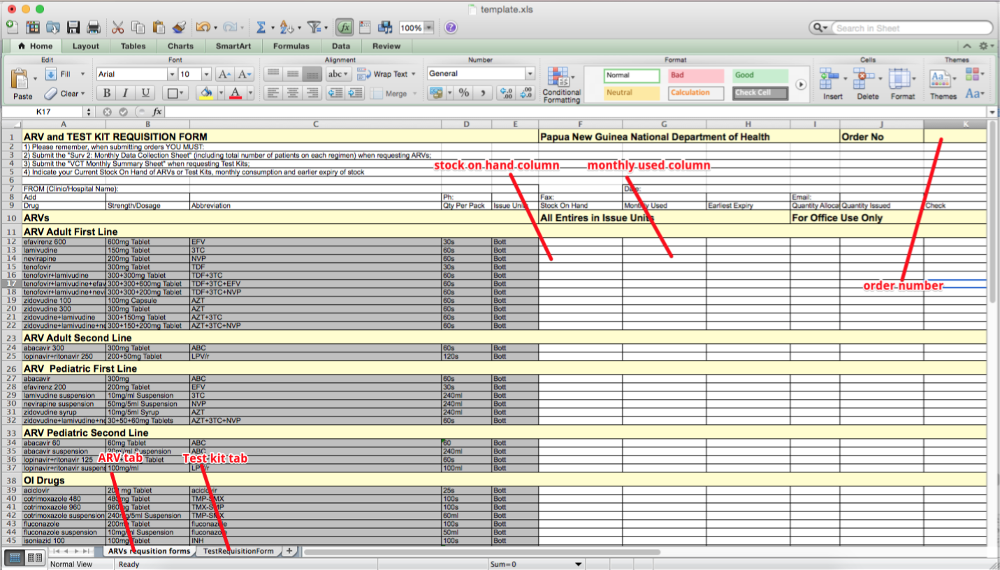 template.xls
100%
Search in Sheet
Home Layout Tables Charts SmartArt Formulas Data Review
Edit Font Alignment Number Format Cells Themes
Paste Fill Clear Arial 10 A A B I U A abc Wrap Text Merge General % , Conditional Formatting Normal Bad Good Neutral Calculation Check Cell Insert Delete Format Themes Aa Aa
K17 fx
A B C D E F G H I J K
1 ARV and TEST KIT REQUISITION FORM Papua New Guinea National Department of Health Order No
2 1) Please remember, when submitting orders YOU MUST:
3 2) Submit the "Surv 2: Monthly Data Collection Sheet" (including total number of patients on each regimen) when requesting ARVs;
4 3) Submit the "VCT Monthly Summary Sheet" when requesting Test Kits;
5 4) Indicate your Current Stock On Hand of ARVs or Test Kits, monthly consumption and earlier expiry of stock
stock on hand column monthly used column
6
7 FROM (Clinic/Hospital Name): Date:
8 Add Ph: Fax: Email:
9 Drug Strength/Dosage Abbreviation Qty Per Pack Issue Unit Stock On Hand Monthly Used Earliest Expiry Quantity Alloca Quantity Issued Check
10 ARVs All Entires in Issue Units For Office Use Only
11 ARV Adult First Line
12 efavirenz 600 600mg Tablet EFV 30s Bott
13 lamivudine 150mg Tablet 3TC 60s Bott
14 nevirapine 200mg Tablet NVP 60s Bott
15 tenofovir 300mg Tablet TDF 30s Bott
16 tenofovir+lamivudine 300+300mg Tablet TDF+3TC 60s Bott
17 tenofovir+lamivudine+efav 300+300+600mg Tablet TDF+3TC+EFV 60s Bott
order number
18 tenofovir+lamivudine+nevi 300+300+200mg Tablet TDF+3TC+NVP 60s Bott
19 zidovudine 100 100mg Capsule AZT 60s Bott
20 zidovudine 300 300mg Tablet AZT 60s Bott
21 zidovudine+lamivudine 300+150mg Tablet AZT+3TC 60s Bott
22 zidovudine+lamivudine+ne 300+150+200mg Tablet AZT+3TC+NVP 60s Bott
23 ARV Adult Second Line
24 abacavir 300 300mg Tablet ABC 60s Bott
25 lopinavir+ritonavir 250 200+50mg Tablet LPV/r 120s Bott
26 ARV Pediatric First Line
27 abacavir 300mg ABC 60s Bott
28 efavirenz 200 200mg Tablet EFV 30s Bott
29 lamivudine suspension 10mg/ml Suspension 3TC 240ml Bott
30 nevirapine suspension 50mg/5ml Suspension NVP 240ml Bott
31 zidovudine syrup 10mg/5ml Syrup AZT 240ml Bott
32 zidovudine+lamivudine+ne 30+50+60mg Tablets AZT+3TC+NVP 60s Bott
33 ARV Pediatric Second Line
34 abacavir 60 60mg Tablet ABC 60 Bott
35 abacavir suspension 20ml/ml Suspension ABC 240ml Bott
ARV tab Test kit tab
36 lopinavir+ritonavir 125 Tablet 60s Bott
37 lopinavir+ritonavir suspens 100mg/ml LPV/r 100ml Bott
38 OI Drugs
39 aciclovir 200 mg Tablet aciclovir 25s Bott
40 cotrimoxazole 480 480mg Tablet TMP-SMX 100s Bott
41 cotrimoxazole 960 960mg Tablet TMX-SMP 100s Bott
42 cotrimoxazole suspension 240mg/5ml Suspension TMP-SMX 60ml Bott
43 fluconazole 200mg Tablet fluconazole 100s Bott
44 fluconazole suspension 10mg/ml Suspension fluconazole 50ml Bott
45 isoniazid 100 100mg Tablet INH 100s Bott
ARVs requsition forms TestRequisitionForm +
Normal View Ready Sum=0